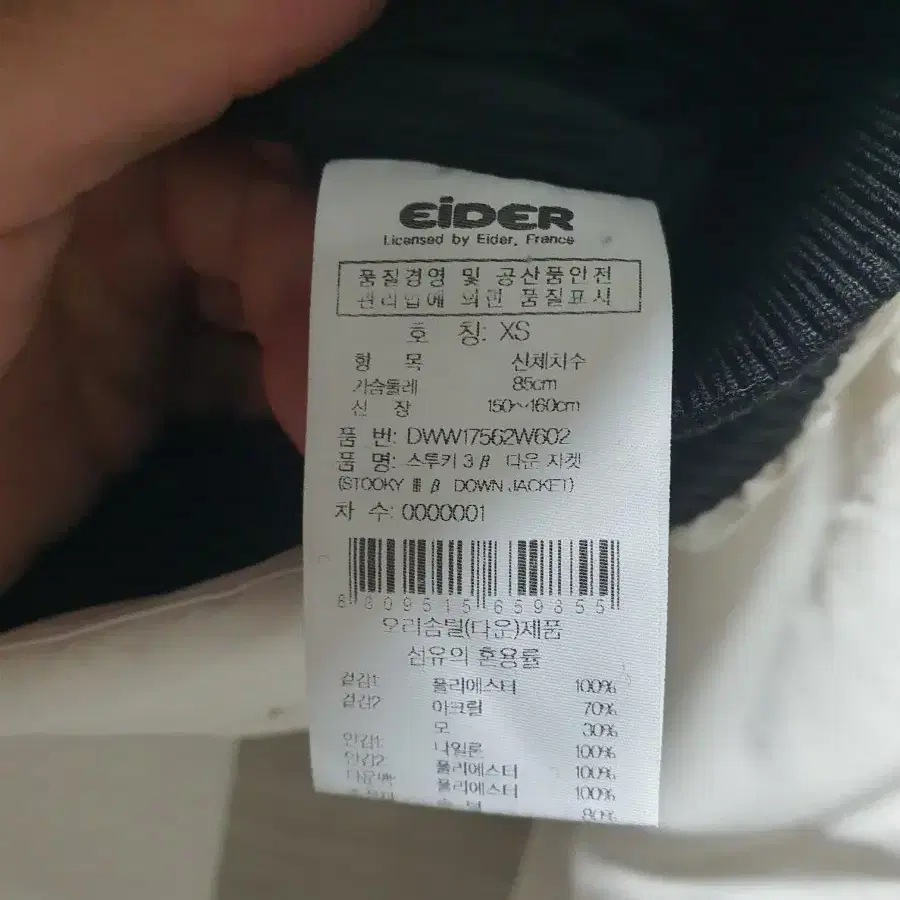 EiDER
Licensed by Eider, France
품질경영 및 공산품안전
관리법에 의한 품질표시
호 칭: XS
항 목 신체치수
가슴둘레 85cm
신 장 150~160cm
품 번: DWW17562W602
품 명: 스투키 3 β 다운 자켓
(STOOKY Ⅲ β DOWN JACKET)
차 수: 0000001
8 809515 659855
오리솜털(다운)제품
섬유의 혼용률
겉감1 폴리에스터 100%
겉감2 아크릴 70%
모 30%
안감1 나일론 100%
안감2 폴리에스터 100%
다운백 폴리에스터 100%
80%